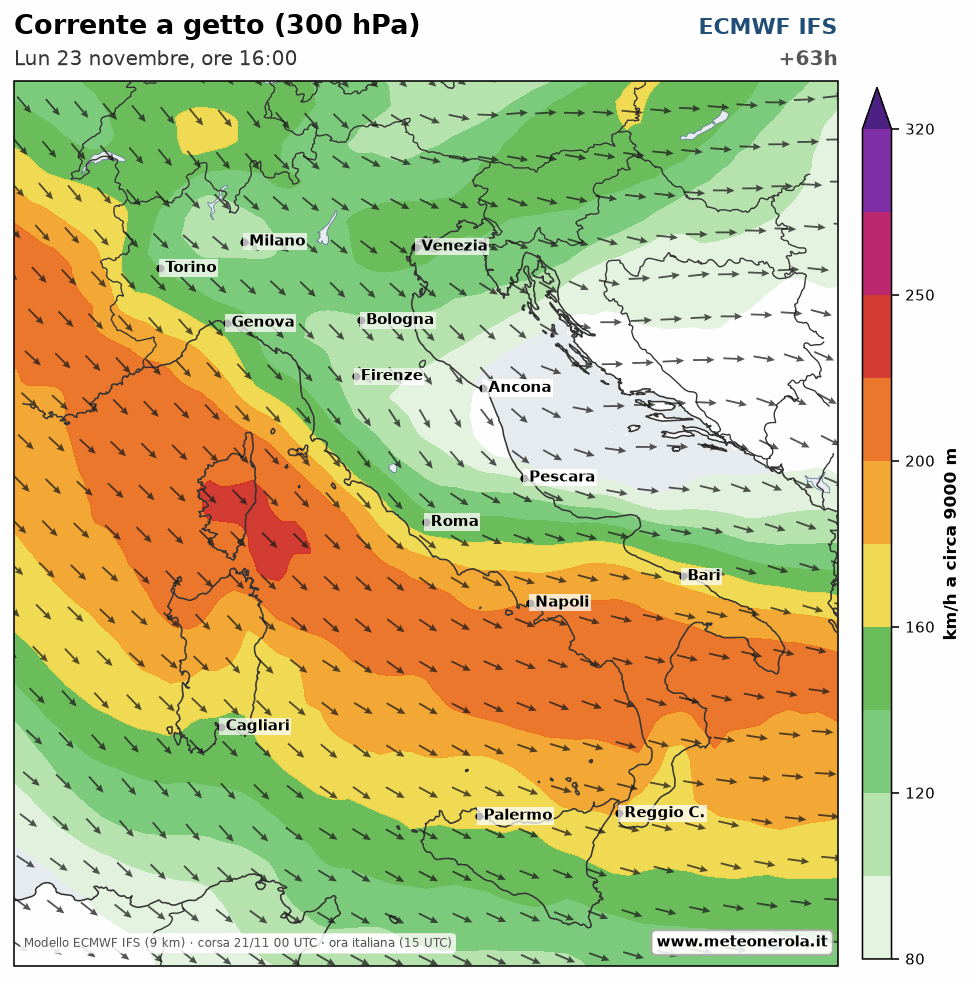 Corrente a getto (300 hPa)
ECMWF IFS
Lun 23 novembre, ore 16:00
+63h
320
Milano
Venezia
Torino
250
Genova
Bologna
Firenze
Ancona
200
Pescara
km/h a circa 9000 m
Roma
Bari
Napoli
160
Cagliari
120
Palermo
Reggio C.
Modello ECMWF IFS (9 km) · corsa 21/11 00 UTC · ora italiana (15 UTC)
www.meteonerola.it
80